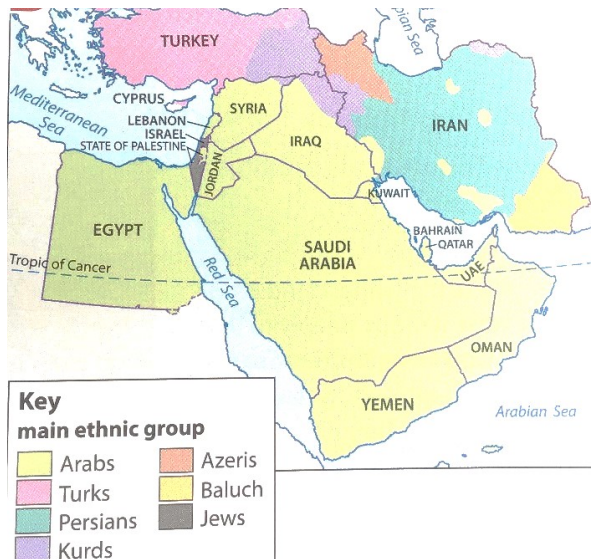 pian Sea
TURKEY
Mediterranean
Sea
CYPRUS
LEBANON
ISRAEL
STATE OF PALESTINE
SYRIA
JORDAN
IRAQ
IRAN
KUWAIT
EGYPT
SAUDI
ARABIA
BAHRAIN
QATAR
UAE
Tropic of Cancer
Red Sea
OMAN
YEMEN
Arabian Sea
Key
main ethnic group
Arabs
Turks
Persians
Kurds
Azeris
Baluch
Jews